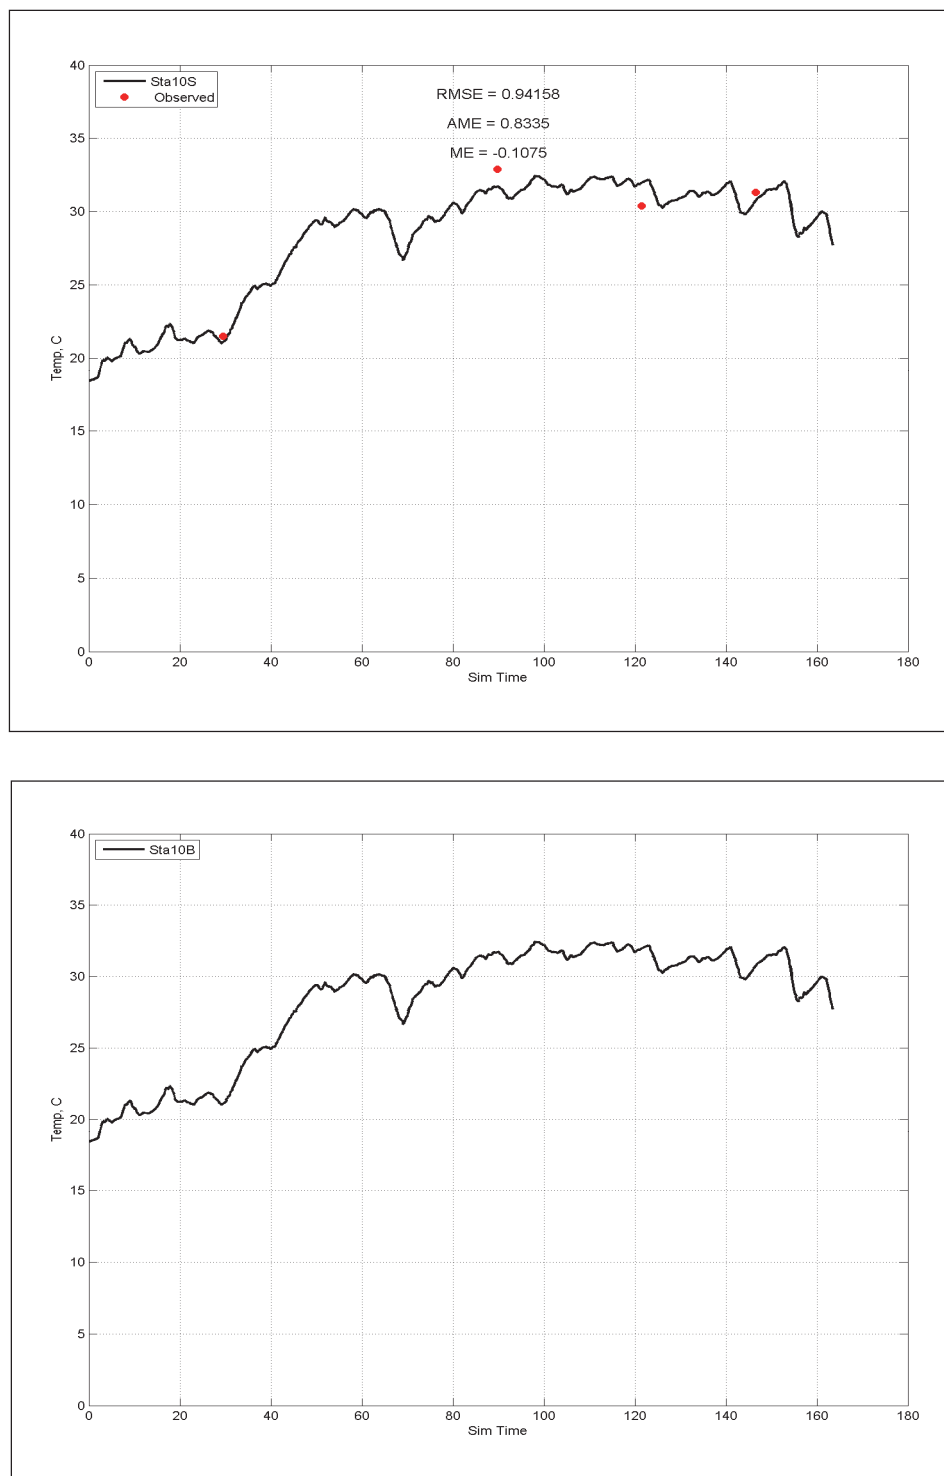 40
35
30
25
20
15
10
5
0
Temp, C
Sta10S
Observed
RMSE = 0.94158
AME = 0.8335
ME = -0.1075
0 20 40 60 80 100 120 140 160 180
Sim Time
40
35
30
25
20
15
10
5
0
Temp, C
Sta10B
0 20 40 60 80 100 120 140 160 180
Sim Time